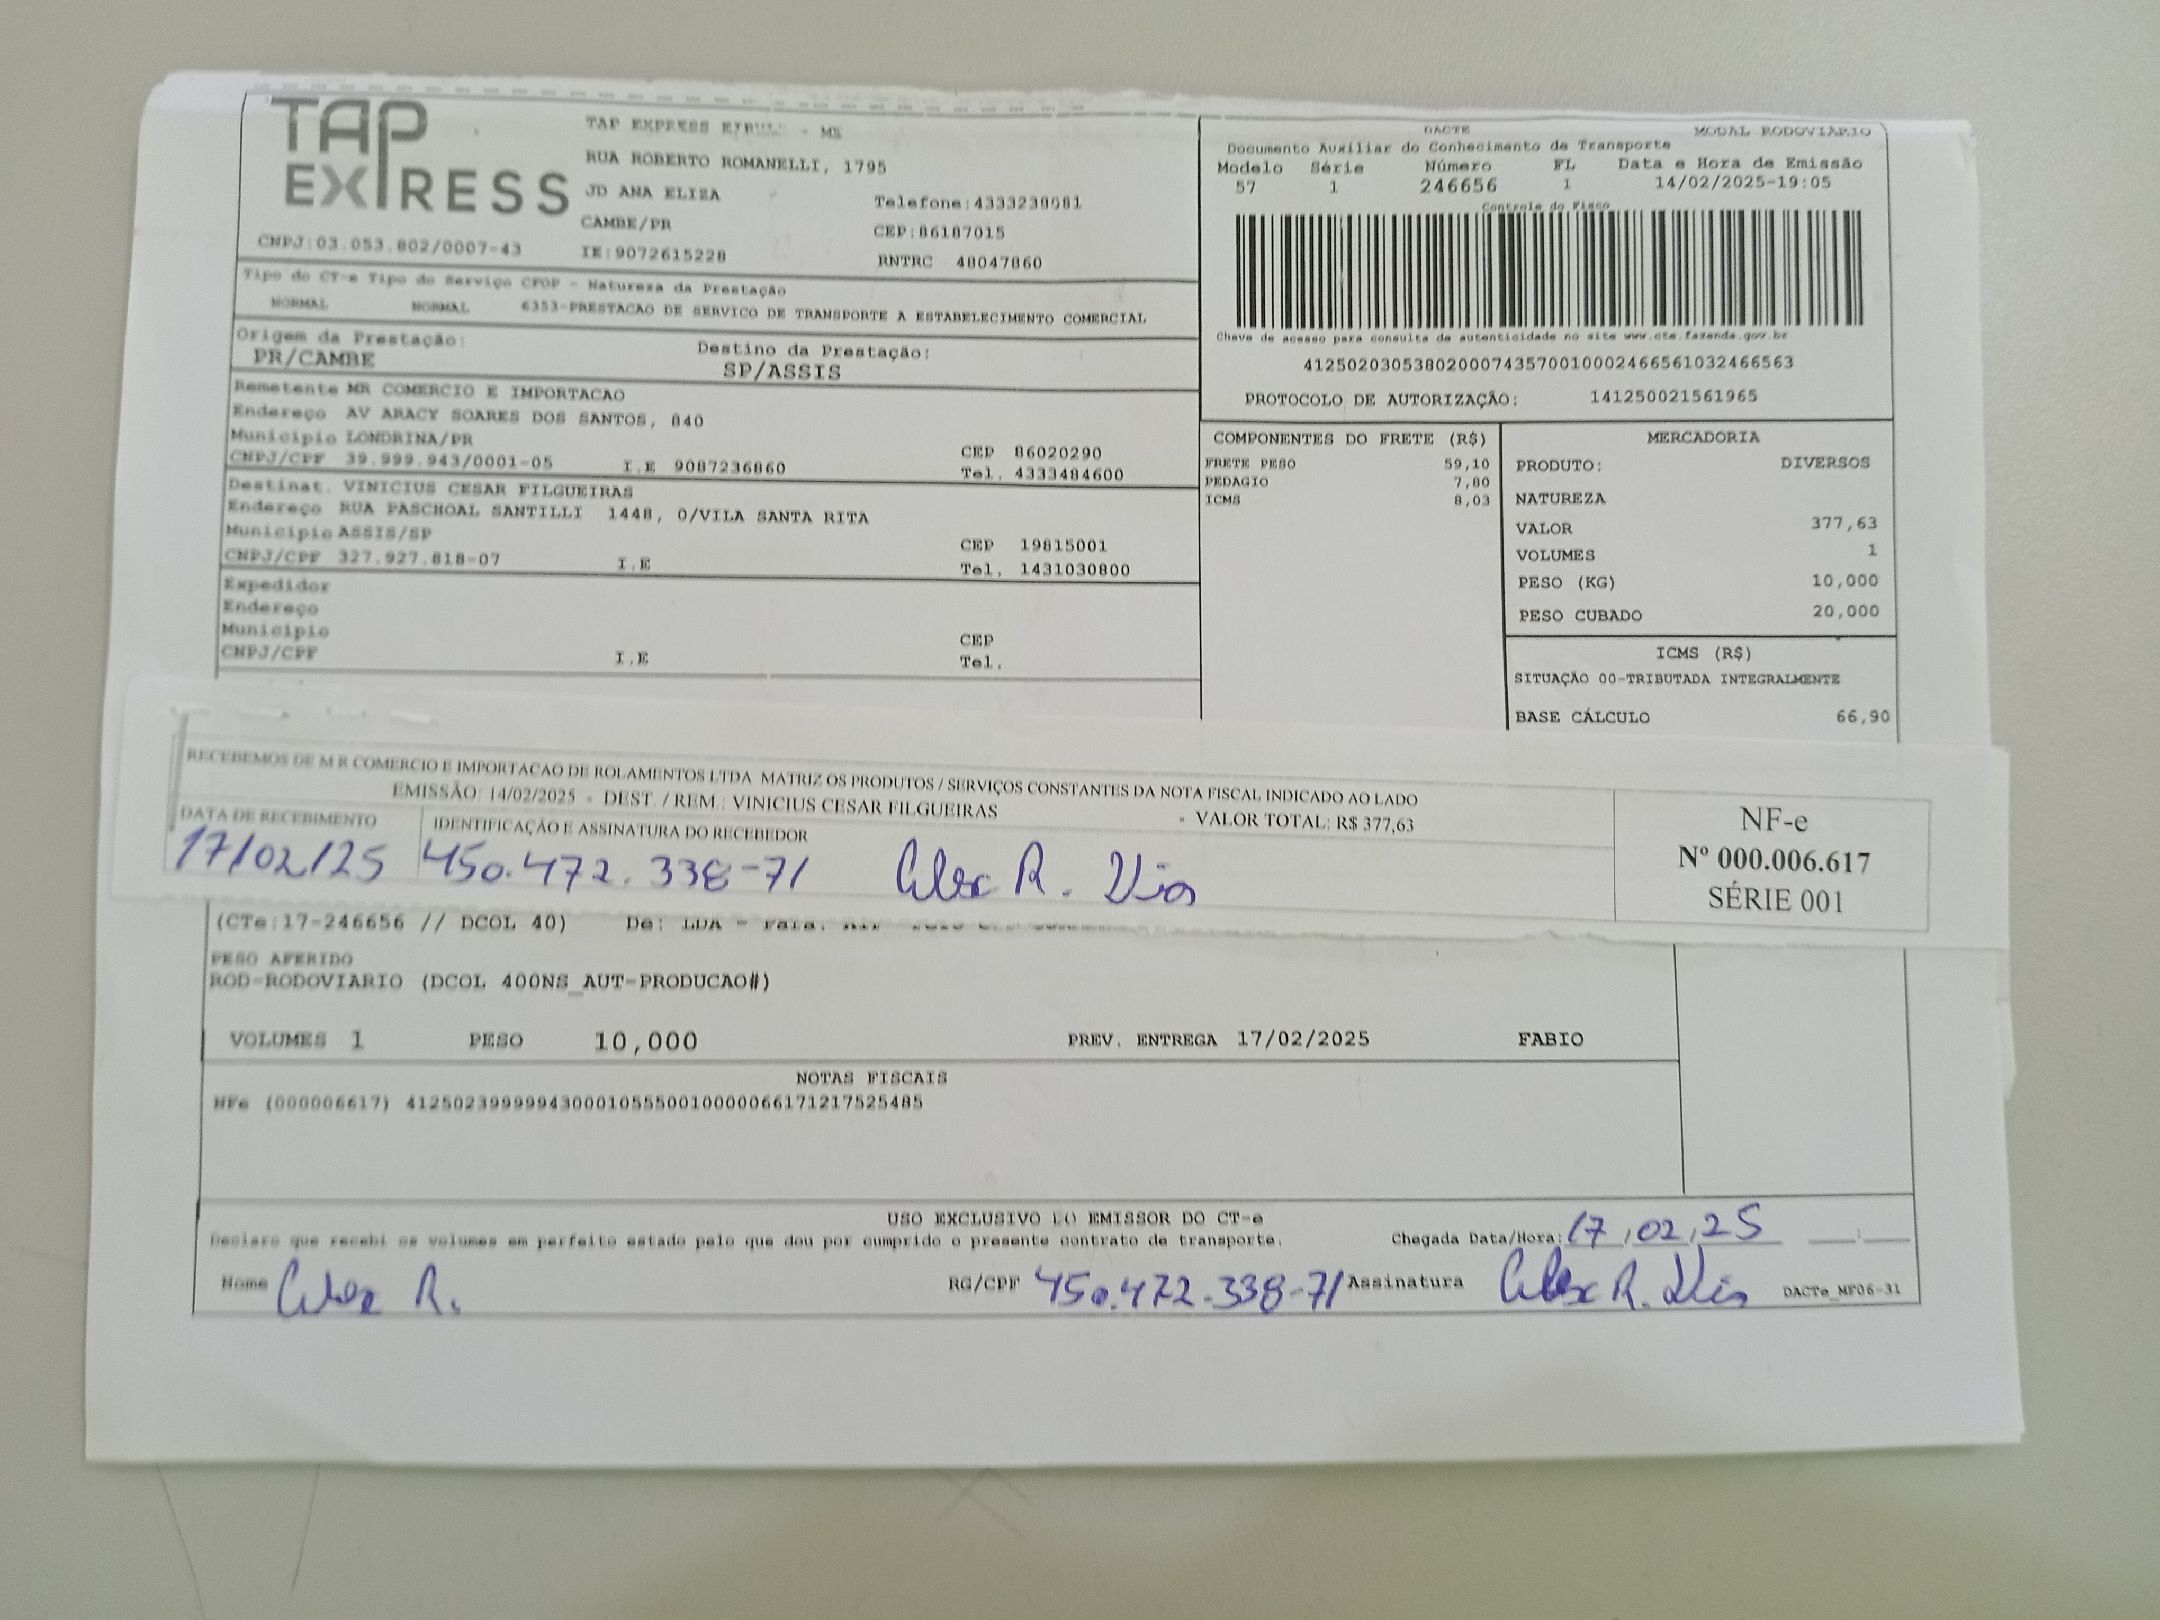 TAP
EXPRESS
TAP EXPRESS - ME
RUA ROBERTO ROMANELLI, 1795
JD ANA ELIZA
Telefone:4333239981
CAMBE/PR
CEP:86187015
CNPJ:03.053.802/0007-43
IE:9072615228
RNTRC 48047860
DACTE
MODAL RODOVIÁRIO
Documento Auxiliar do Conhecimento de Transporte
Modelo Série Número FL Data e Hora de Emissão
57 1 246656 1 14/02/2025-19:05
Controle do Fisco
Chave de acesso para consulta de autenticidade no site www.cte.fazenda.gov.br
41250203053802000743570010002466561032466563
PROTOCOLO DE AUTORIZAÇÃO: 141250021561965
Tipo do CT-e Tipo do Serviço CFOP - Natureza da Prestação
NORMAL NORMAL 6353-PRESTACAO DE SERVICO DE TRANSPORTE A ESTABELECIMENTO COMERCIAL
Origem da Prestação: Destino da Prestação:
PR/CAMBE SP/ASSIS
Remetente MR COMERCIO E IMPORTACAO
Endereço AV ARACY SOARES DOS SANTOS, 840
Município LONDRINA/PR CEP 86020290
CNPJ/CPF 39.999.943/0001-05 I.E 9087236860 Tel. 4333484600
Destinat. VINICIUS CESAR FILGUEIRAS
Endereço RUA PASCHOAL SANTILLI 1448, 0/VILA SANTA RITA
Município ASSIS/SP CEP 19815001
CNPJ/CPF 327.927.818-07 I.E Tel. 1431030800
Expedidor
Endereço
Município CEP
CNPJ/CPF I.E Tel.
COMPONENTES DO FRETE (R$)
FRETE PESO 59,10
PEDAGIO 7,80
ICMS 8,03
MERCADORIA
PRODUTO: DIVERSOS
NATUREZA
VALOR 377,63
VOLUMES 1
PESO (KG) 10,000
PESO CUBADO 20,000
ICMS (R$)
SITUAÇÃO 00-TRIBUTADA INTEGRALMENTE
BASE CÁLCULO 66,90
RECEBEMOS DE M R COMERCIO E IMPORTACAO DE ROLAMENTOS LTDA MATRIZ OS PRODUTOS / SERVIÇOS CONSTANTES DA NOTA FISCAL INDICADO AO LADO
EMISSÃO: 14/02/2025 - DEST. / REM.: VINICIUS CESAR FILGUEIRAS - VALOR TOTAL: R$ 377,63
DATA DE RECEBIMENTO IDENTIFICAÇÃO E ASSINATURA DO RECEBEDOR
17/02/25 450.472.338-71 Alex R.
NF-e
Nº 000.006.617
SÉRIE 001
(CTe:17-246656 // DCOL 40) De: LDA -
PESO AFERIDO
ROD-RODOVIARIO (DCOL 400NS_AUT-PRODUCAO#)
VOLUMES 1 PESO 10,000 PREV. ENTREGA 17/02/2025 FABIO
NOTAS FISCAIS
NFe (000006617) 41250239999943000105550010000066171217525485
USO EXCLUSIVO DO EMISSOR DO CT-e
Declaro que recebi os volumes em perfeito estado pelo que dou por cumprido o presente contrato de transporte. Chegada Data/Hora: 17/02/25 :
Nome Alex R. RG/CPF 450.472.338-71 Assinatura Alex R. DACTe_MF06-31